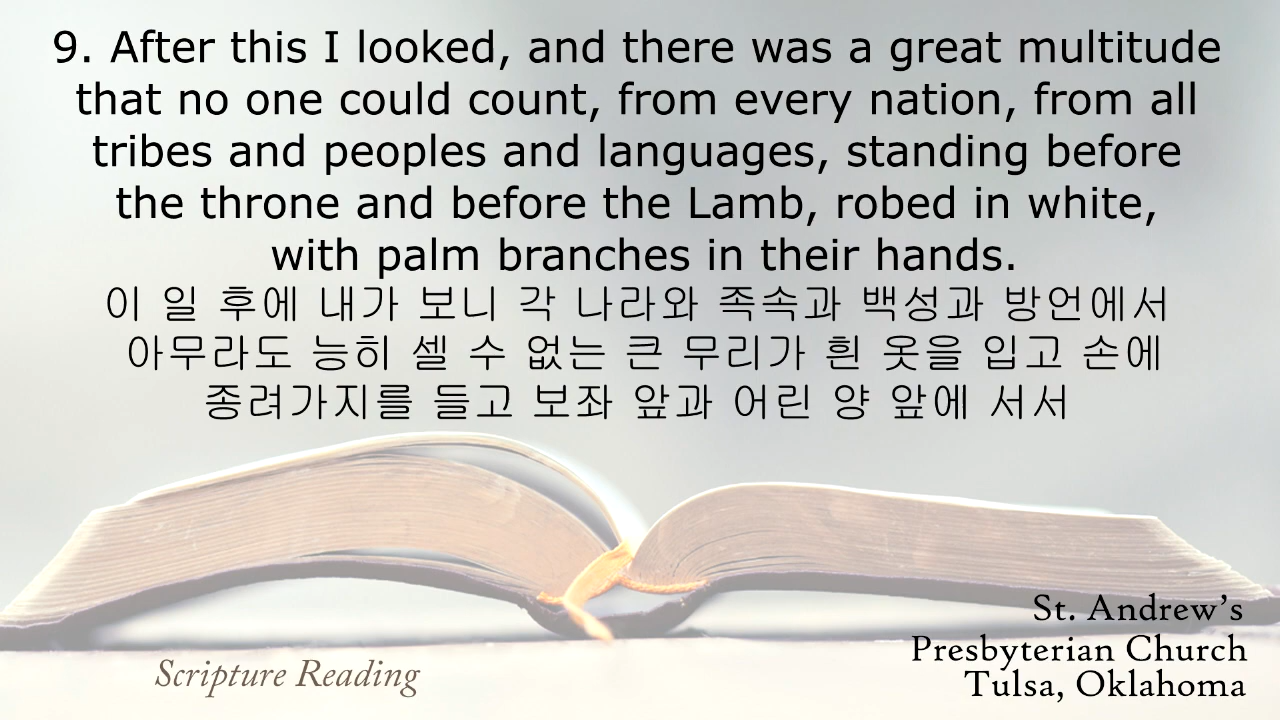 9. After this I looked, and there was a great multitude
that no one could count, from every nation, from all
tribes and peoples and languages, standing before
the throne and before the Lamb, robed in white,
with palm branches in their hands.
이 일 후에 내가 보니 각 나라와 족속과 백성과 방언에서
아무라도 능히 셀 수 없는 큰 무리가 흰 옷을 입고 손에
종려가지를 들고 보좌 앞과 어린 양 앞에 서서
Scripture Reading
St. Andrew’s
Presbyterian Church
Tulsa, Oklahoma